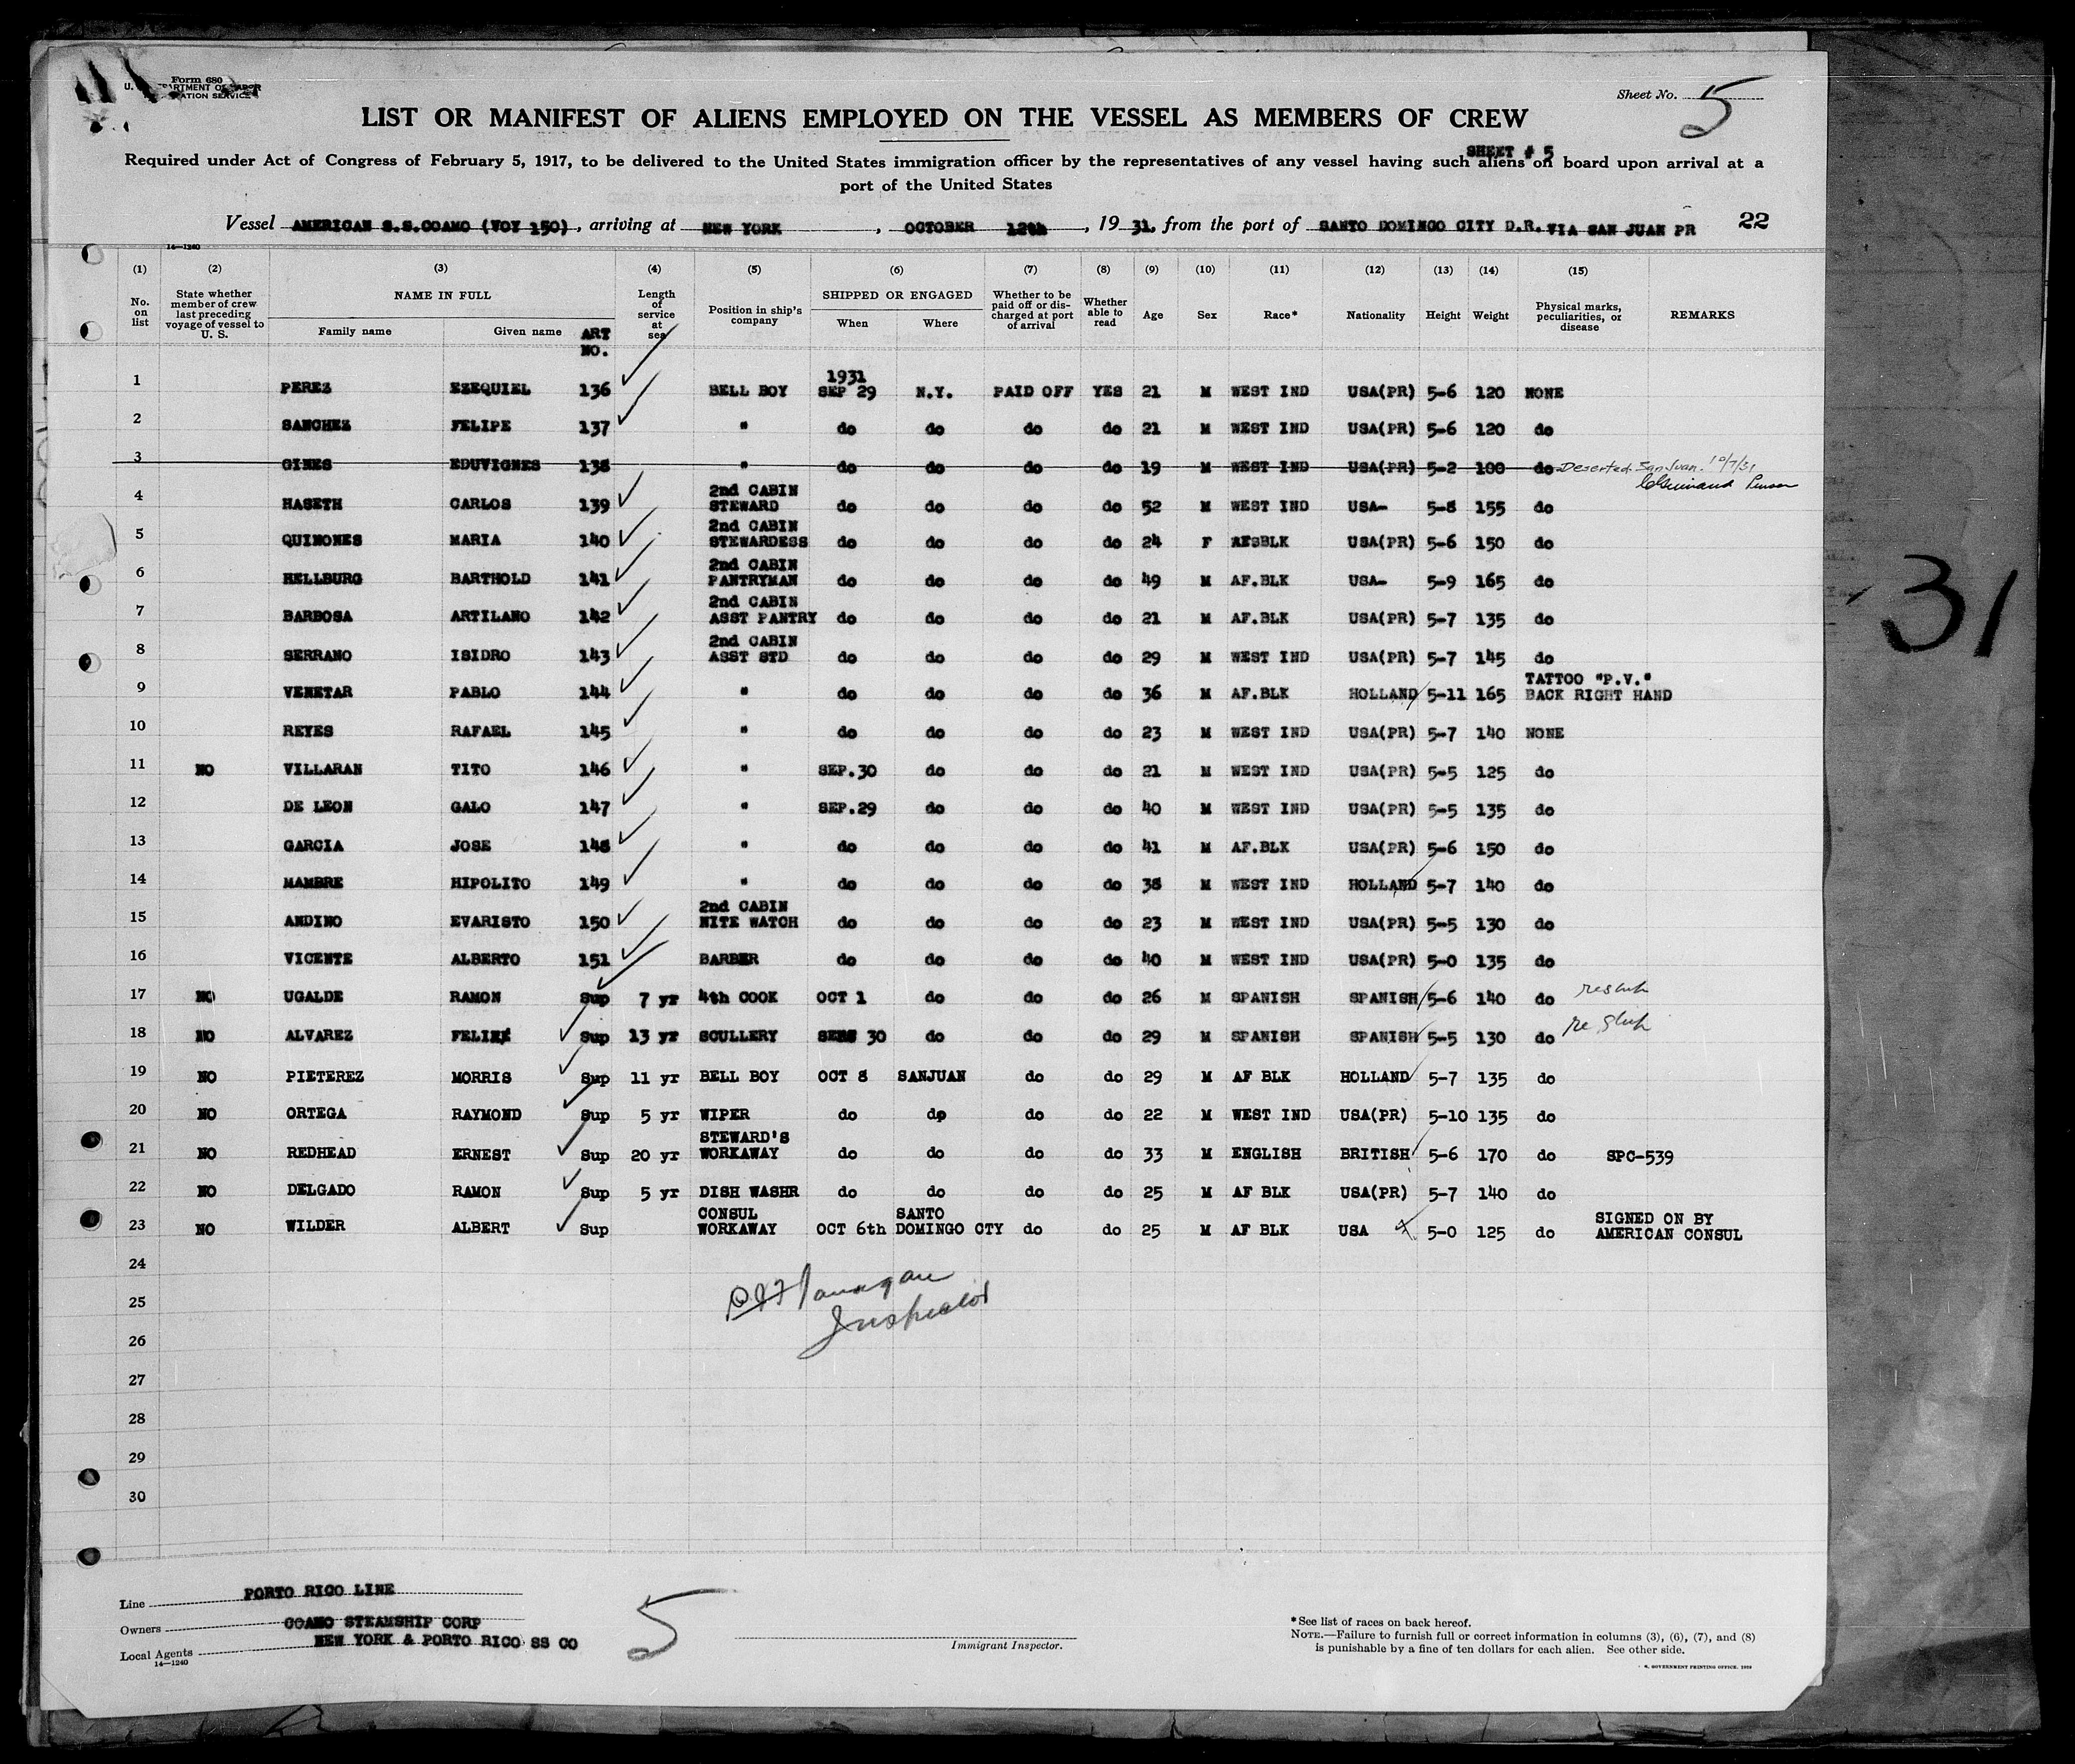 Form 680
U. S. DEPARTMENT OF LABOR
IMMIGRATION SERVICE
Sheet No. 5
LIST OR MANIFEST OF ALIENS EMPLOYED ON THE VESSEL AS MEMBERS OF CREW
SHEET # 5
Required under Act of Congress of February 5, 1917, to be delivered to the United States immigration officer by the representatives of any vessel having such aliens on board upon arrival at a
port of the United States
Vessel AMERICAN S.S.COAMO (VOY 150), arriving at NEW YORK, OCTOBER 12th, 1931, from the port of SANTO DOMINGO CITY D.R. VIA SAN JUAN PR 22
14—1240
(1) (2) (3) (4) (5) (6) (7) (8) (9) (10) (11) (12) (13) (14) (15)
No. on list
State whether member of crew last preceding voyage of vessel to U. S.
NAME IN FULL
Family name
Given name
ART NO.
Length of service at sea
Position in ship's company
SHIPPED OR ENGAGED
When
Where
Whether to be paid off or discharged at port of arrival
Whether able to read
Age
Sex
Race*
Nationality
Height
Weight
Physical marks, peculiarities, or disease
REMARKS
1 PEREZ EZEQUIEL 136 BELL BOY 1931 SEP 29 N.Y. PAID OFF YES 21 M WEST IND USA(PR) 5-6 120 NONE
2 SANCHEZ FELIPE 137 " do do do do 21 M WEST IND USA(PR) 5-6 120 do
3 GINES EDUVIGNES 138 " do do do do 19 M WEST IND USA(PR) 5-2 100 do Deserted San Juan 10/7/31
4 HASETH CARLOS 139 2nd CABIN STEWARD do do do do 52 M WEST IND USA- 5-8 155 do
5 QUINONES MARIA 140 2nd CABIN STEWARDESS do do do do 24 F AFSBLK USA(PR) 5-6 150 do
6 HELLBURG BARTHOLD 141 2nd CABIN PANTRYMAN do do do do 49 M AF.BLK USA- 5-9 165 do
7 BARBOSA ARTILANO 142 2nd CABIN ASST PANTRY do do do do 21 M AF.BLK USA(PR) 5-7 135 do
8 SERRANO ISIDRO 143 2nd CABIN ASST STD do do do do 29 M WEST IND USA(PR) 5-7 145 do
9 VENETAR PABLO 144 " do do do do 36 M AF.BLK HOLLAND 5-11 165 TATTOO "P.V." BACK RIGHT HAND
10 REYES RAFAEL 145 " do do do do 23 M WEST IND USA(PR) 5-7 140 NONE
11 NO VILLARAN TITO 146 " SEP.30 do do do 21 M WEST IND USA(PR) 5-5 125 do
12 DE LEON GALO 147 " SEP.29 do do do 40 M WEST IND USA(PR) 5-5 135 do
13 GARCIA JOSE 148 " do do do do 41 M AF.BLK USA(PR) 5-6 150 do
14 MAMBRE HIPOLITO 149 " do do do do 38 M WEST IND HOLLAND 5-7 140 do
15 ANDINO EVARISTO 150 2nd CABIN NITE WATCH do do do do 23 M WEST IND USA(PR) 5-5 130 do
16 VICENTE ALBERTO 151 BARBER do do do do 40 M WEST IND USA(PR) 5-0 135 do
17 NO UGALDE RAMON Sup 7 yr 4th COOK OCT 1 do do do 26 M SPANISH SPANISH 5-6 140 do reship
18 NO ALVAREZ FELIX Sup 13 yr SCULLERY 30 do do do 29 M SPANISH SPANISH 5-5 130 do re ship
19 NO PIETEREZ MORRIS Sup 11 yr BELL BOY OCT 8 SANJUAN do do 29 M AF BLK HOLLAND 5-7 135 do
20 NO ORTEGA RAYMOND Sup 5 yr WIPER do do do do 22 M WEST IND USA(PR) 5-10 135 do
21 NO REDHEAD ERNEST Sup 20 yr STEWARD'S WORKAWAY do do do do 33 M ENGLISH BRITISH 5-6 170 do SPC-539
22 NO DELGADO RAMON Sup 5 yr DISH WASHR do do do do 25 M AF BLK USA(PR) 5-7 140 do
23 NO WILDER ALBERT Sup CONSUL WORKAWAY OCT 6th SANTO DOMINGO CTY do do 25 M AF BLK USA 5-0 125 do SIGNED ON BY AMERICAN CONSUL
24
25
26
27
28
29
30
Flanagan
Inspector
31
Line PORTO RICO LINE
Owners COAMO STEAMSHIP CORP
Local Agents NEW YORK & PORTO RICO SS CO
14—1240
5
Immigrant Inspector.
*See list of races on back hereof.
NOTE.—Failure to furnish full or correct information in columns (3), (6), (7), and (8)
is punishable by a fine of ten dollars for each alien. See other side.
U. S. GOVERNMENT PRINTING OFFICE